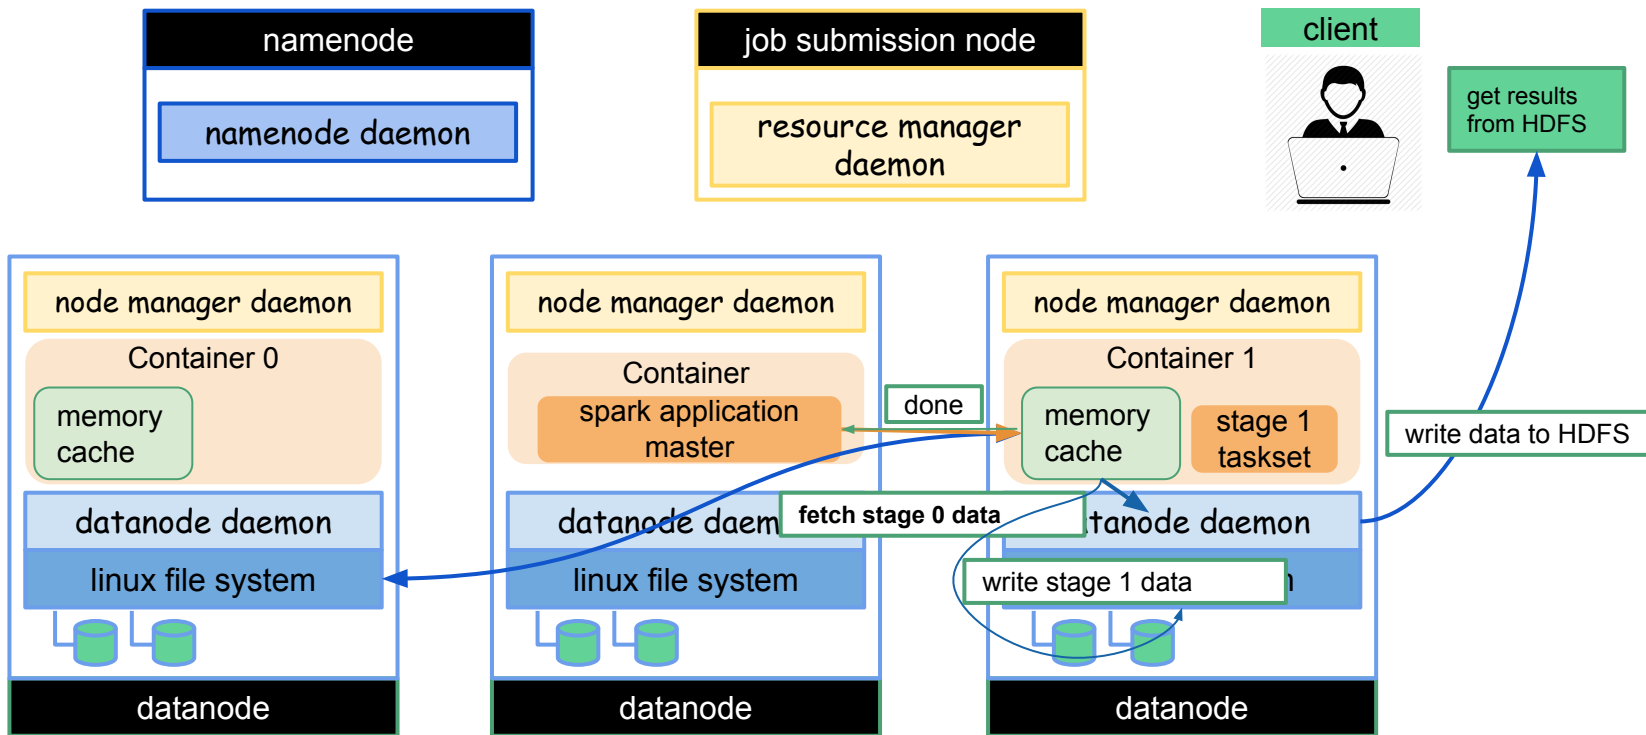 namenode
namenode daemon
job submission node
resource manager
daemon
client
get results
from HDFS
node manager daemon
Container 0
memory
cache
datanode daemon
linux file system
datanode
node manager daemon
Container
spark application
master
datanode daem
linux file system
datanode
done
fetch stage 0 data
node manager daemon
Container 1
memory
cache
stage 1
taskset
tanode daemon
write stage 1 data
datanode
write data to HDFS